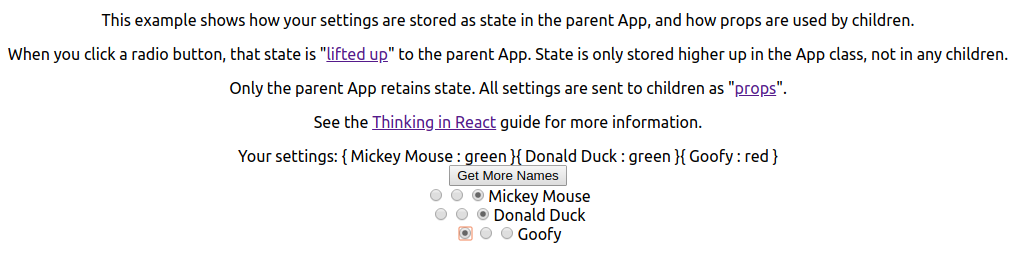 This example shows how your settings are stored as state in the parent App, and how props are used by children.
When you click a radio button, that state is "lifted up" to the parent App. State is only stored higher up in the App class, not in any children.
Only the parent App retains state. All settings are sent to children as "props".
See the Thinking in React guide for more information.
Your settings: { Mickey Mouse : green }{ Donald Duck : green }{ Goofy : red }
Get More Names
Mickey Mouse
Donald Duck
Goofy